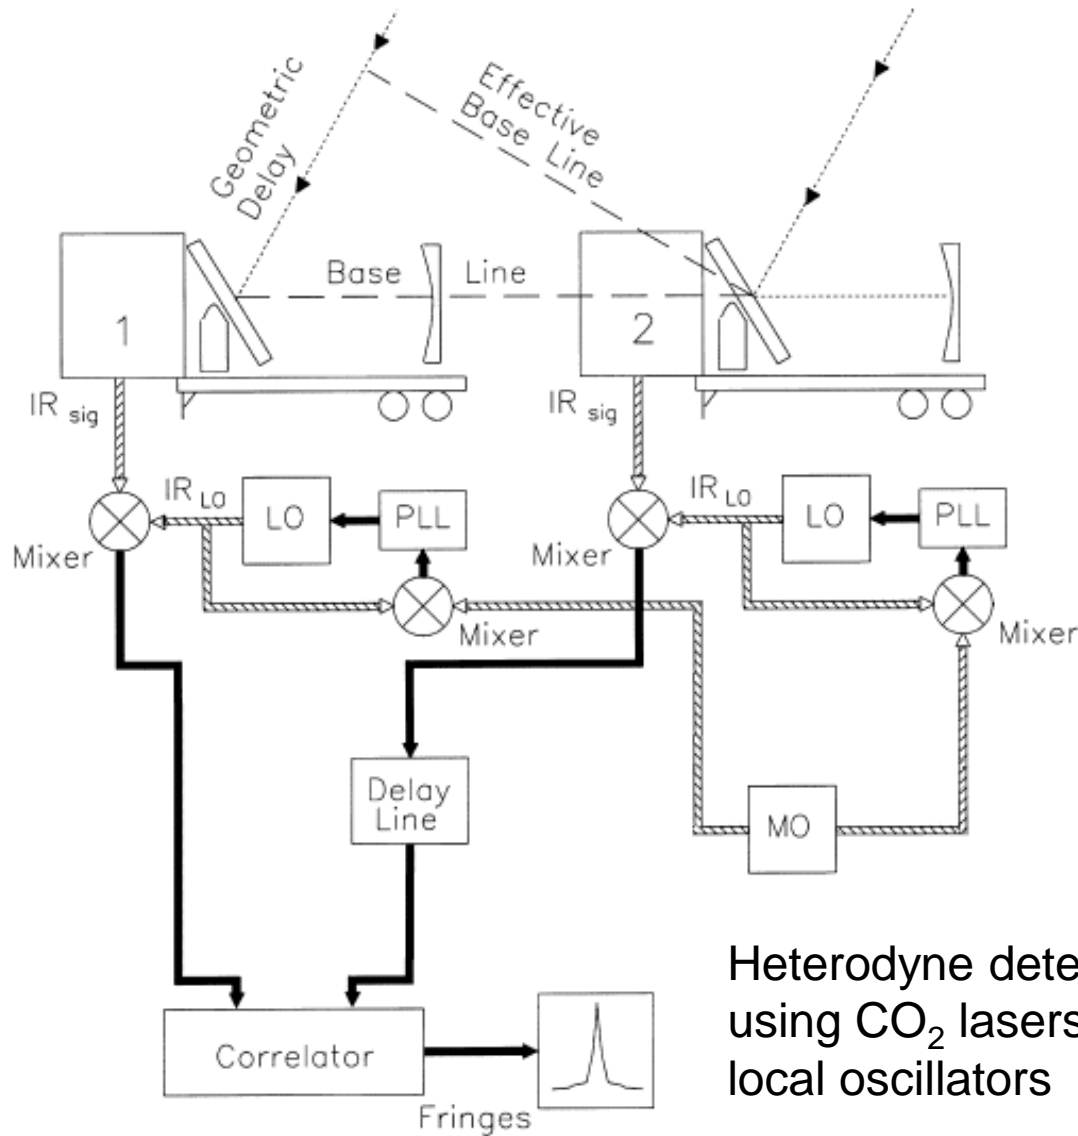 Geometric
Delay
Effective
Base Line
Base Line
1
2
IR sig
IR sig
IR LO
LO
PLL
IR LO
LO
PLL
Mixer
Mixer
Mixer
Mixer
Delay
Line
MO
Correlator
Fringes
Heterodyne dete
using CO₂ lasers
local oscillators